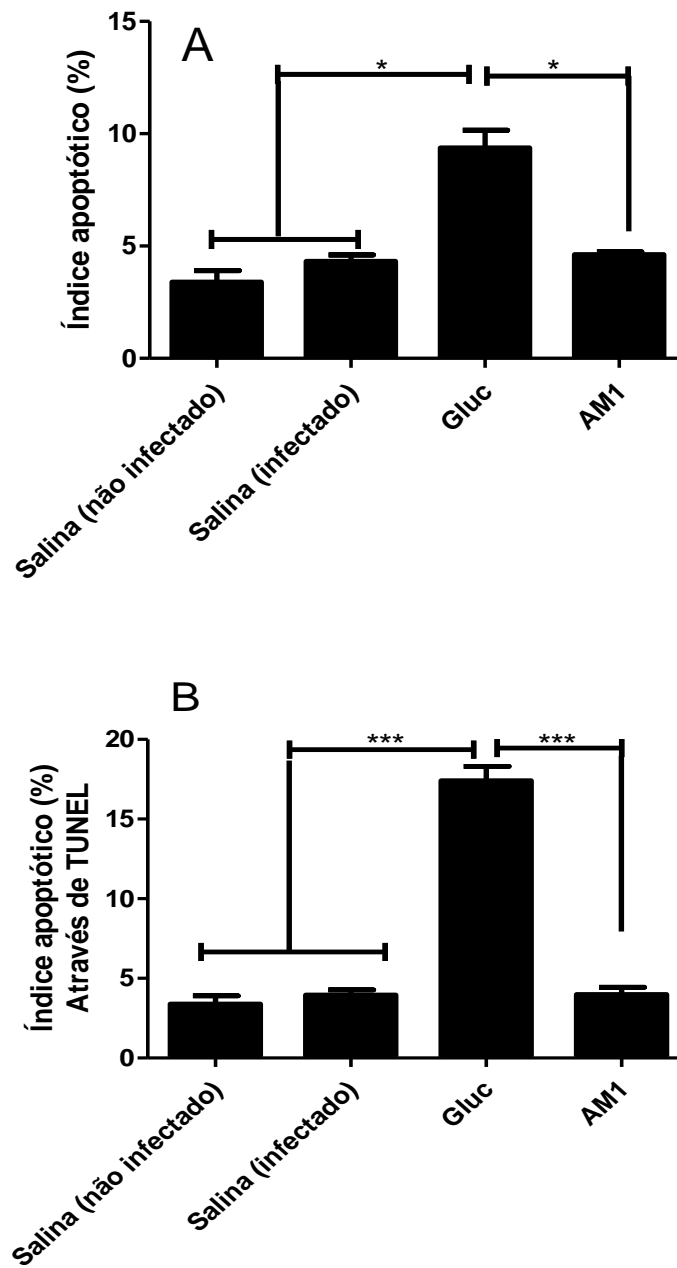 A
15
10
5
0
Índice apoptótico (%)
*
*
Salina (não infectado)
Salina (infectado)
Gluc
AM1
B
20
15
10
5
0
Índice apoptótico (%)
Através de TUNEL
***
***
Salina (não infectado)
Salina (infectado)
Gluc
AM1